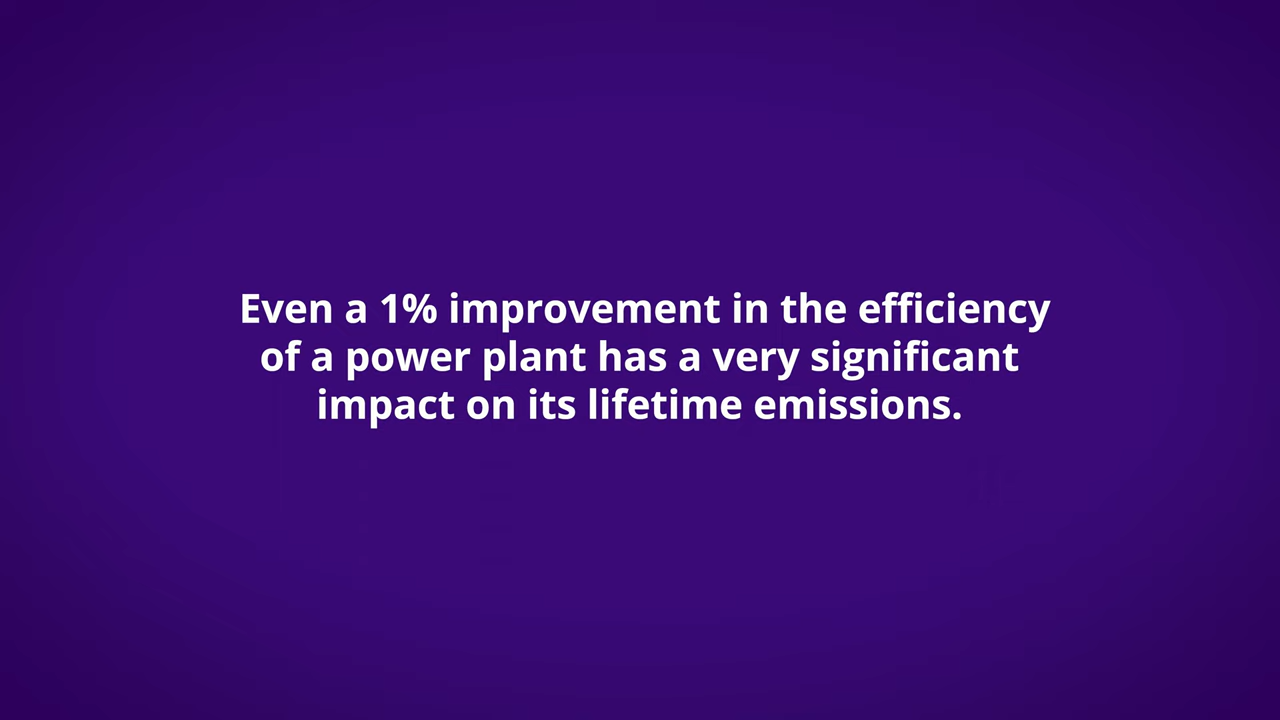 Even a 1% improvement in the efficiency
of a power plant has a very significant
impact on its lifetime emissions.